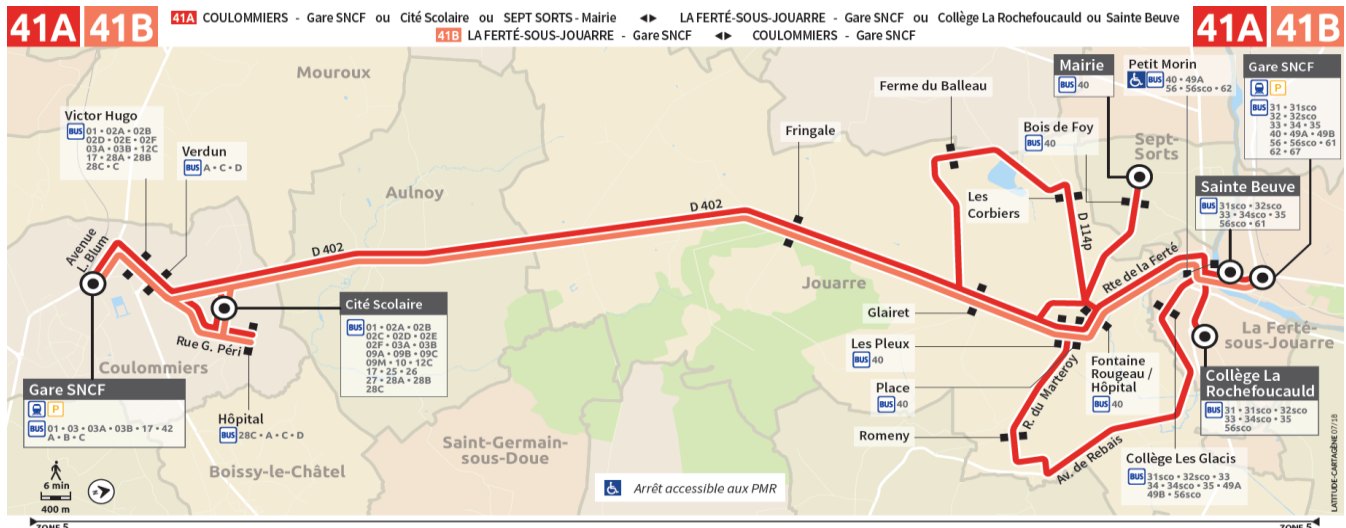 41A 41B
41A COULOMMIERS - Gare SNCF ou Cité Scolaire ou SEPT SORTS - Mairie ◄► LA FERTÉ-SOUS-JOUARRE - Gare SNCF ou Collège La Rochefoucauld ou Sainte Beuve
41B LA FERTÉ-SOUS-JOUARRE - Gare SNCF ◄► COULOMMIERS - Gare SNCF
41A 41B
Mouroux
Victor Hugo
BUS 01 • 02A • 02B
02D • 02E • 02F
03A • 03B • 12C
17 • 28A • 28B
28C • C
Verdun
BUS A • C • D
Aulnoy
Avenue
L. Blum
D 402
D 402
Fringale
Ferme du Balleau
Les
Corbiers
Bois de Foy
BUS 40
Mairie
BUS 40
Petit Morin
BUS 40 • 49A
56 • 56sco • 62
Gare SNCF
P
BUS 31 • 31sco
32 • 32sco
33 • 34 • 35
40 • 49A • 49B
56 • 56sco • 61
62 • 67
Sept-
Sorts
Sainte Beuve
BUS 31sco • 32sco
33 • 34sco • 35
56sco • 61
D 114p
Rte de la Ferté
Jouarre
Glairet
Les Pleux
BUS 40
Place
BUS 40
Romeny
R. du Marteroy
Fontaine
Rougeau /
Hôpital
BUS 40
Av. de Rebais
La Ferté-
sous-Jouarre
Collège La
Rochefoucauld
BUS 31 • 31sco • 32sco
33 • 34sco • 35
56sco
Collège Les Glacis
BUS 31sco • 32sco • 33
34 • 34sco • 35 • 49A
49B • 56sco
Cité Scolaire
BUS 01 • 02A • 02B
02C • 02D • 02E
02F • 03A • 03B
09A • 09B • 09C
09M • 10 • 12C
17 • 25 • 26
27 • 28A • 28B
28C
Rue G. Péri
Coulommiers
Gare SNCF
P
BUS 01 • 03 • 03A • 03B • 17 • 42
A • B • C
Hôpital
BUS 28C • A • C • D
Boissy-le-Châtel
Saint-Germain-
sous-Doue
6 min
400 m
Arrêt accessible aux PMR
LATITUDE-CARTAGÈNE 07/18
ZONE 5
ZONE 5